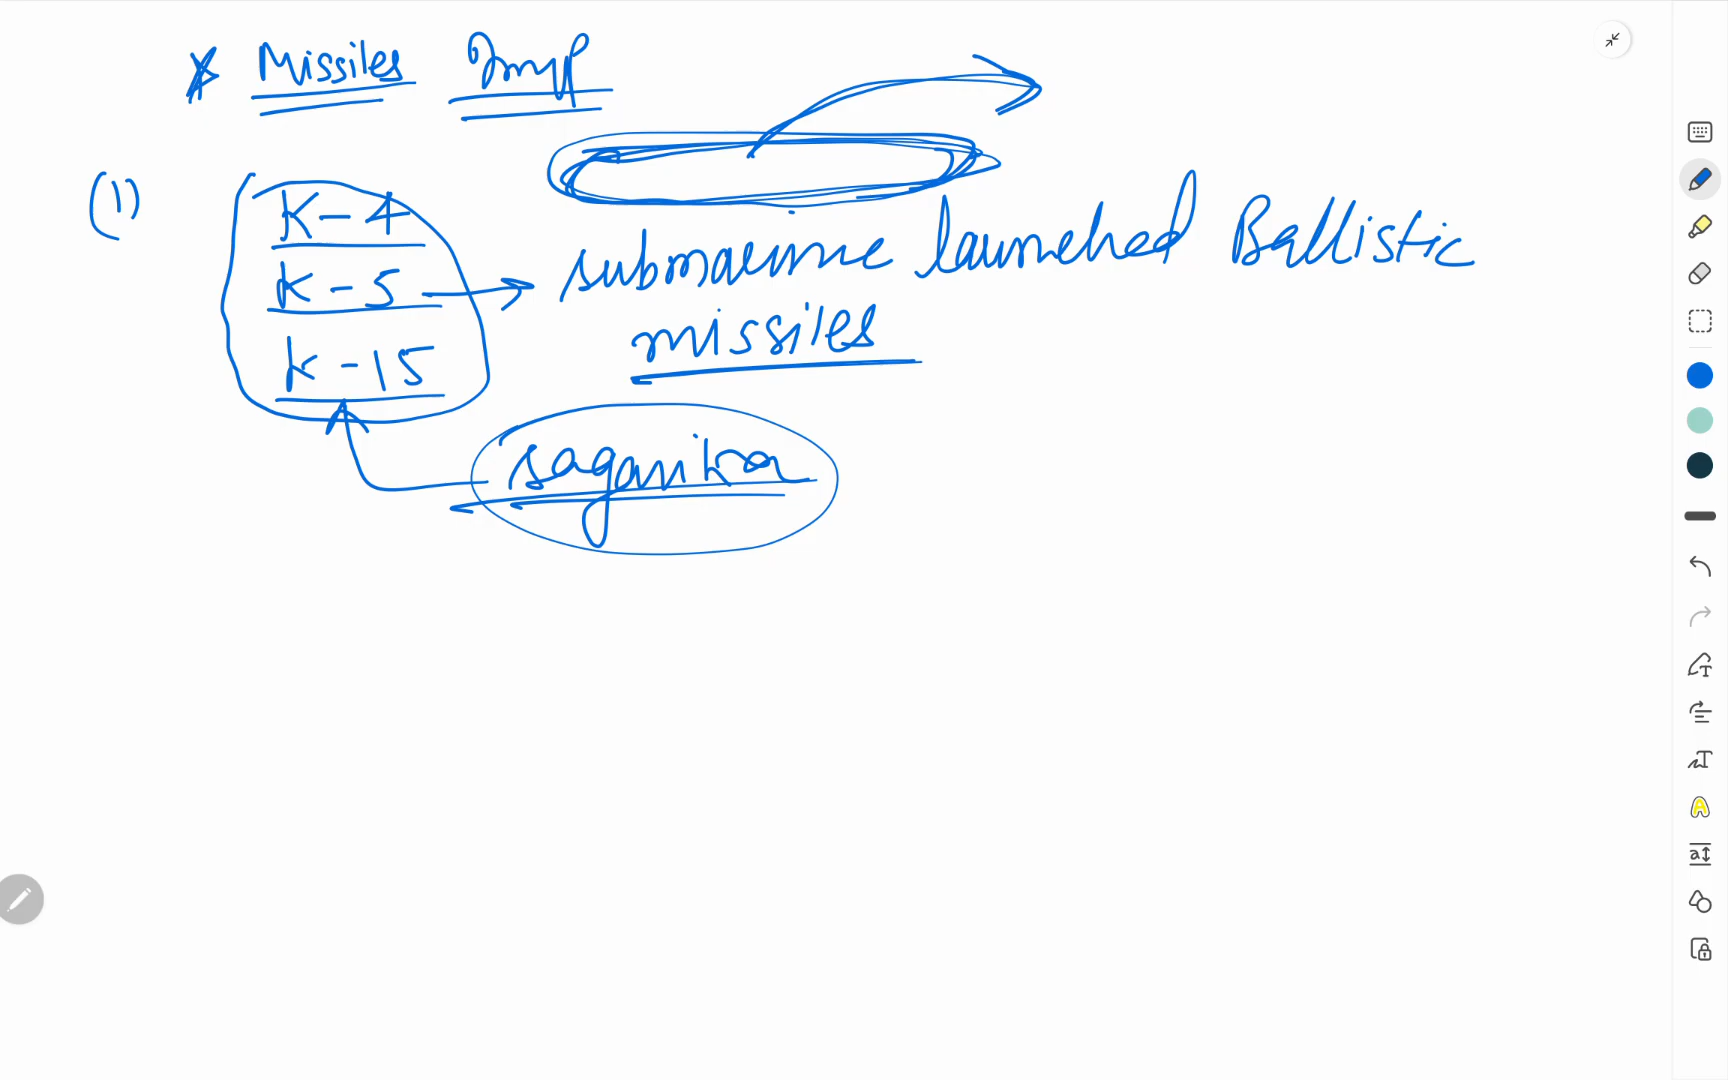 * Missiles Imp
(1) K-4
K-5 → submarine launched Ballistic
missiles
K-15
sagarika